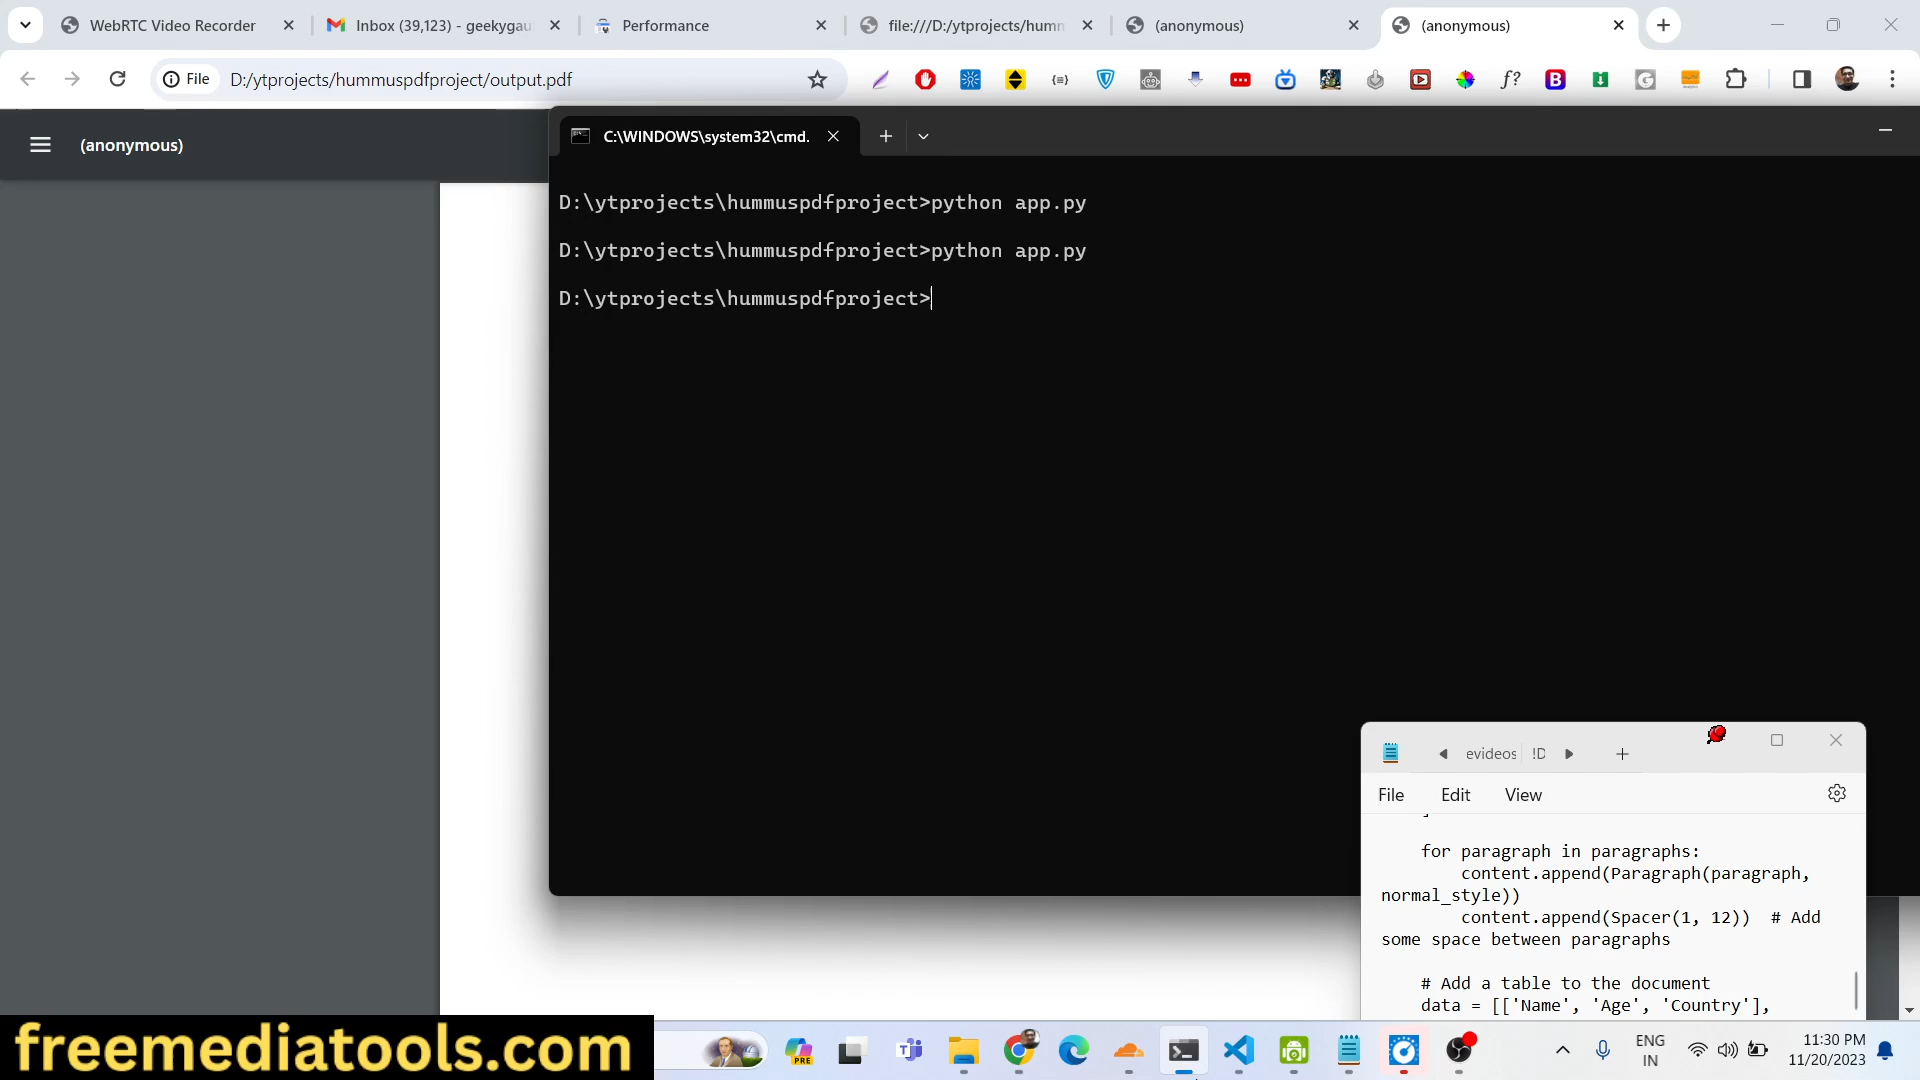 WebRTC Video Recorder
Inbox (39,123) - geekygau
Performance
file:///D:/ytprojects/humm
(anonymous)
(anonymous)
File
D:/ytprojects/hummuspdfproject/output.pdf
(anonymous)
C:\WINDOWS\system32\cmd.
D:\ytprojects\hummuspdfproject>python app.py
D:\ytprojects\hummuspdfproject>python app.py
D:\ytprojects\hummuspdfproject>
evideos
!D
File
Edit
View
for paragraph in paragraphs:
content.append(Paragraph(paragraph,
normal_style))
content.append(Spacer(1, 12))  # Add
some space between paragraphs
# Add a table to the document
data = [['Name', 'Age', 'Country'],
freemediatools.com
PRE
ENG
IN
11:30 PM
11/20/2023